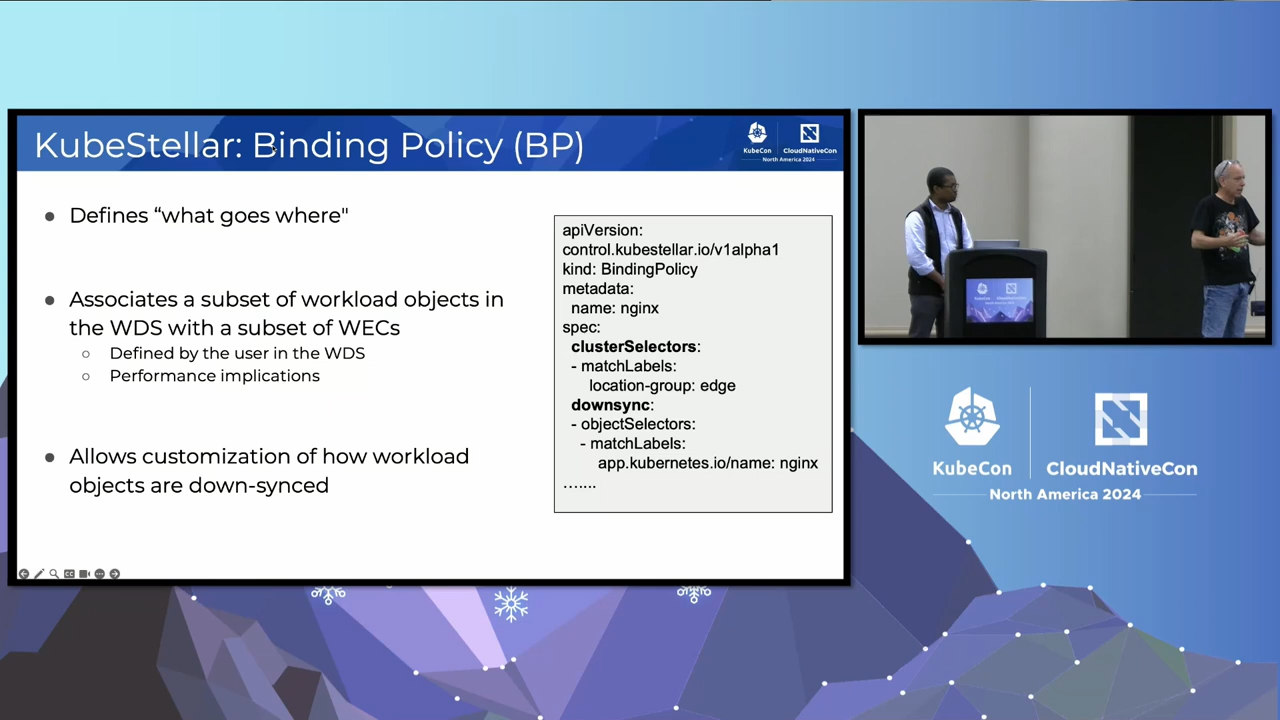 KubeStellar: Binding Policy (BP)
KubeCon
CloudNativeCon
North America 2024
● Defines “what goes where"
● Associates a subset of workload objects in
the WDS with a subset of WECs
○ Defined by the user in the WDS
○ Performance implications
● Allows customization of how workload
objects are down-synced
apiVersion:
control.kubestellar.io/v1alpha1
kind: BindingPolicy
metadata:
name: nginx
spec:
clusterSelectors:
- matchLabels:
location-group: edge
downsync:
- objectSelectors:
- matchLabels:
app.kubernetes.io/name: nginx
…....
KubeCon
CloudNativeCon
North America 2024